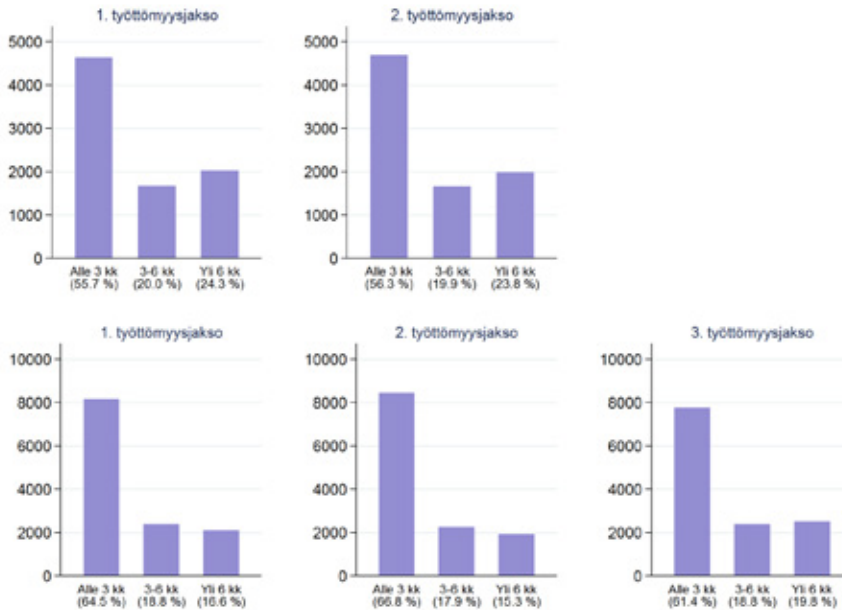 1. työttömyysjakso
2. työttömyysjakso
5000
4000
3000
2000
1000
0
Alle 3 kk 3-6 kk Yli 6 kk
(55.7 %) (20.0 %) (24.3 %)
5000
4000
3000
2000
1000
0
Alle 3 kk 3-6 kk Yli 6 kk
(56.3 %) (19.9 %) (23.8 %)
1. työttömyysjakso
2. työttömyysjakso
3. työttömyysjakso
10000
8000
6000
4000
2000
0
Alle 3 kk 3-6 kk Yli 6 kk
(64.5 %) (18.8 %) (16.6 %)
10000
8000
6000
4000
2000
0
Alle 3 kk 3-6 kk Yli 6 kk
(66.8 %) (17.9 %) (15.3 %)
10000
8000
6000
4000
2000
0
Alle 3 kk 3-6 kk Yli 6 kk
(61.4 %) (18.8 %) (19.8 %)